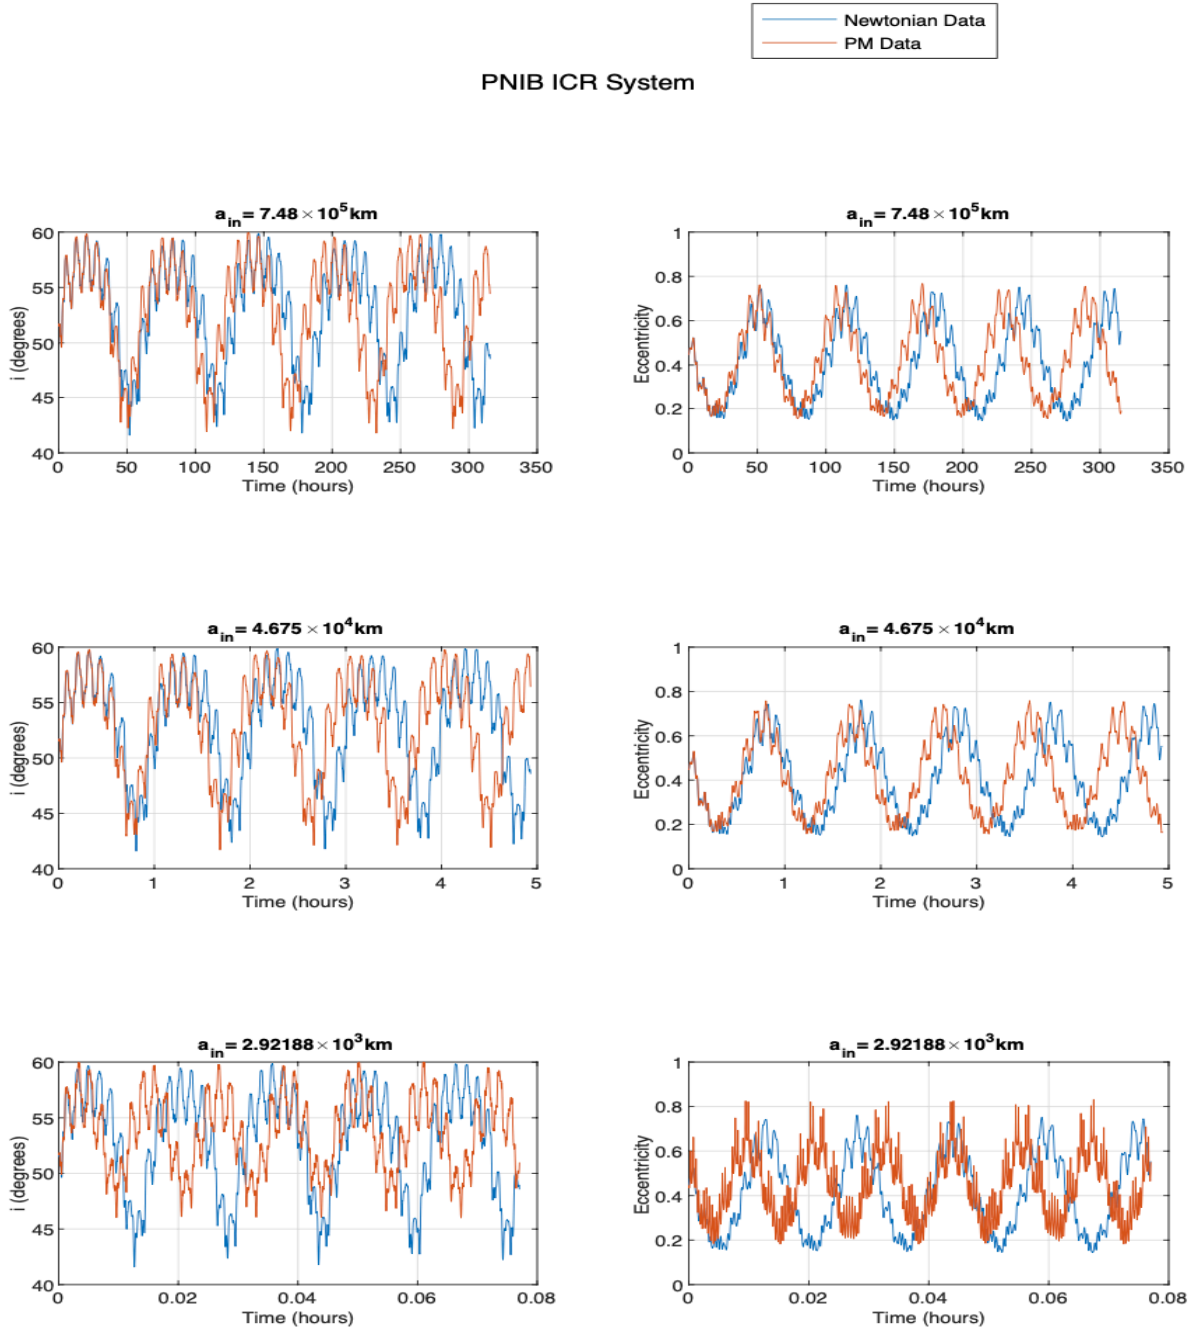 Newtonian Data
PM Data
PNIB ICR System
a_in = 7.48 × 10^5 km
60
55
50
45
40
i (degrees)
0 50 100 150 200 250 300 350
Time (hours)
a_in = 7.48 × 10^5 km
1
0.8
0.6
0.4
0.2
0
Eccentricity
0 50 100 150 200 250 300 350
Time (hours)
a_in = 4.675 × 10^4 km
60
55
50
45
40
i (degrees)
0 1 2 3 4 5
Time (hours)
a_in = 4.675 × 10^4 km
1
0.8
0.6
0.4
0.2
0
Eccentricity
0 1 2 3 4 5
Time (hours)
a_in = 2.92188 × 10^3 km
60
55
50
45
40
i (degrees)
0 0.02 0.04 0.06 0.08
Time (hours)
a_in = 2.92188 × 10^3 km
1
0.8
0.6
0.4
0.2
0
Eccentricity
0 0.02 0.04 0.06 0.08
Time (hours)